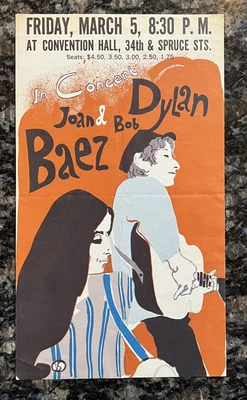 FRIDAY, MARCH 5, 8:30 P. M.
AT CONVENTION HALL, 34th & SPRUCE STS.
Seats: $4.50, 3.50, 3.00, 2.50, 1.75
In Concert
Joan & Bob Dylan
Baez